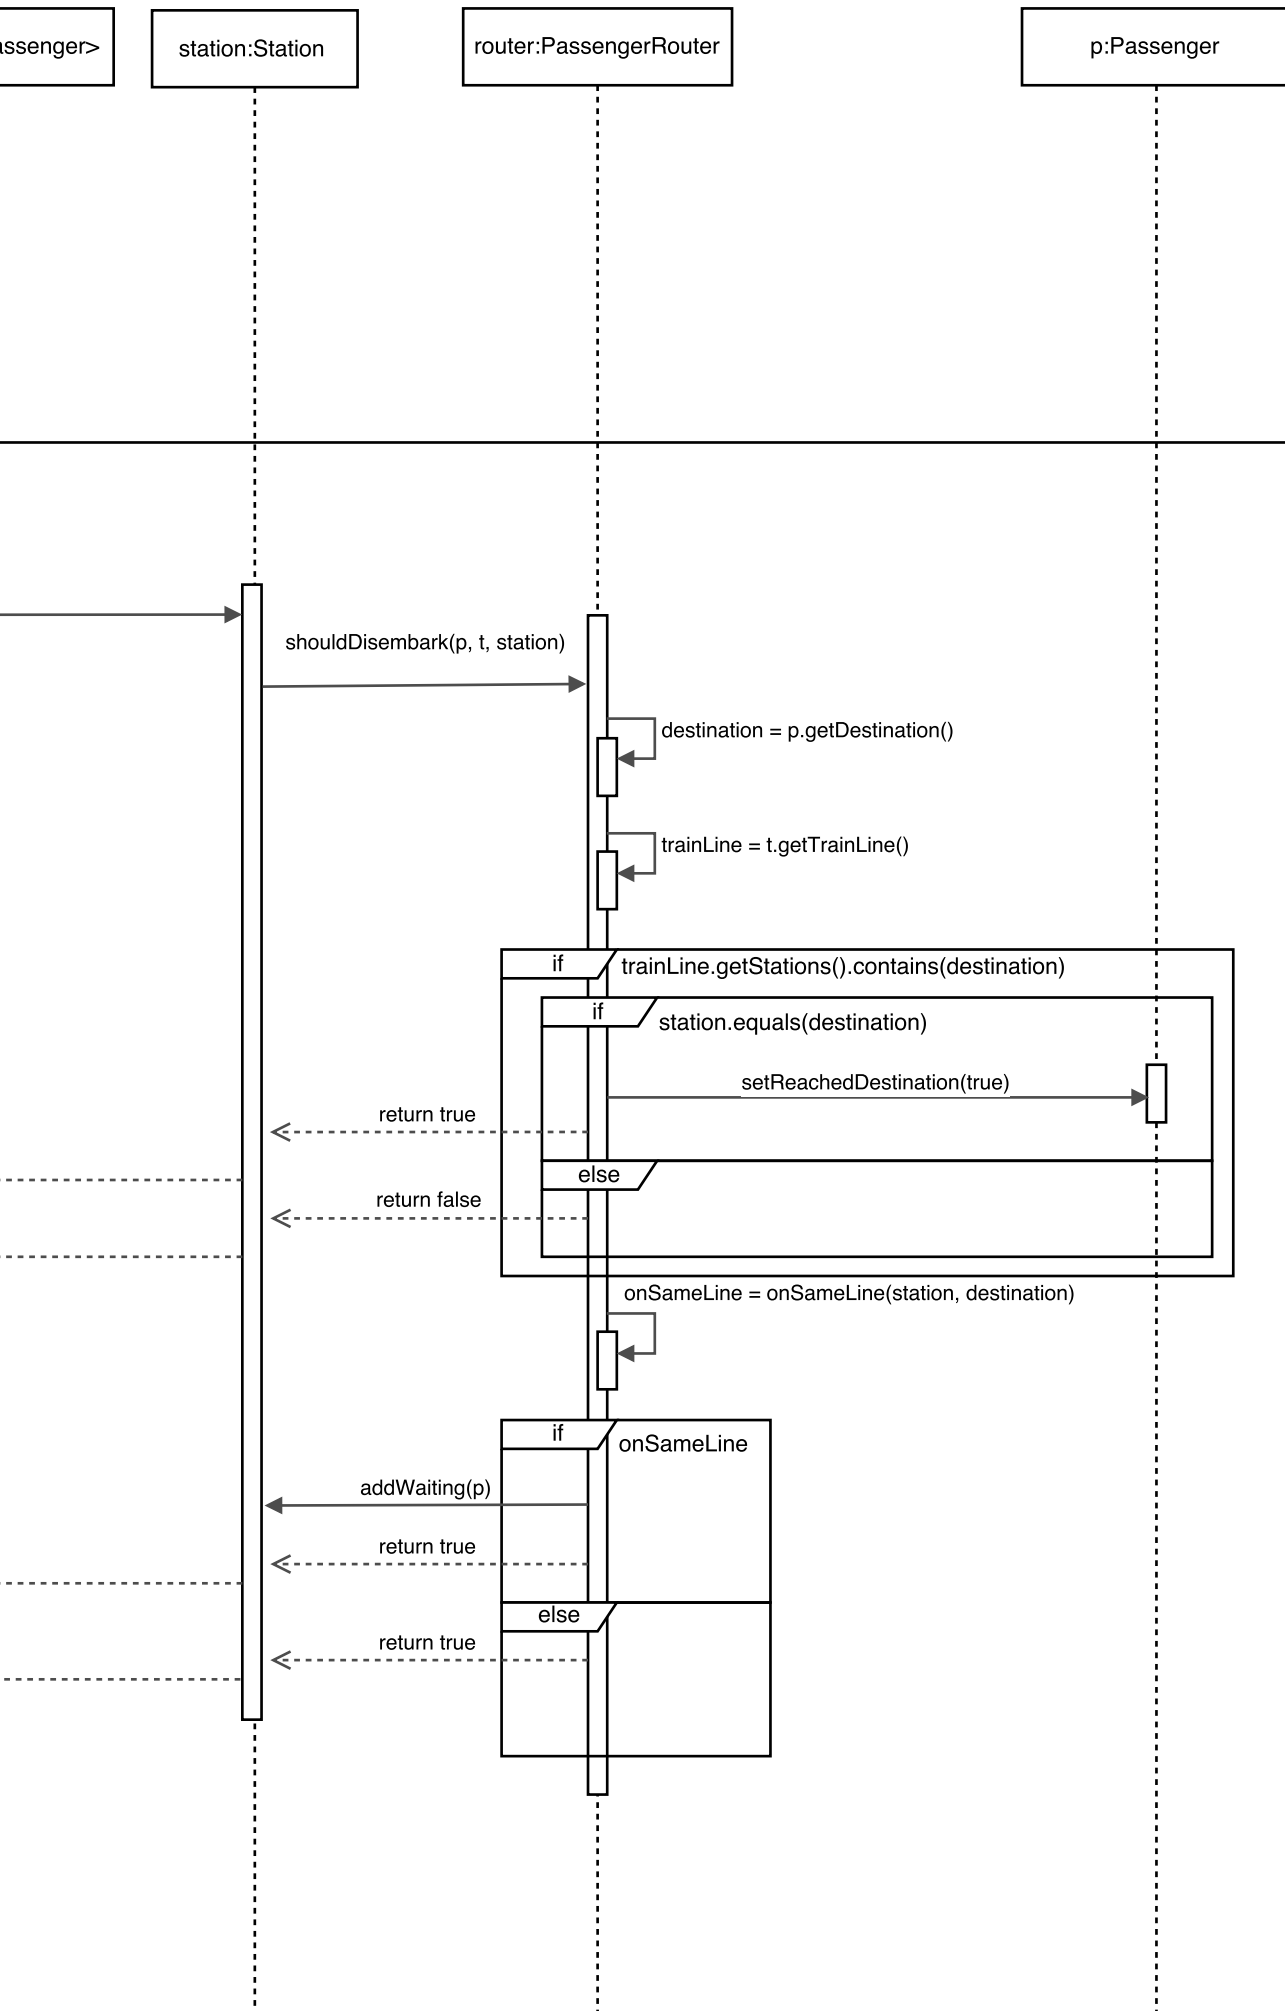 assenger>
station:Station
router:PassengerRouter
p:Passenger
shouldDisembark(p, t, station)
destination = p.getDestination()
trainLine = t.getTrainLine()
if
trainLine.getStations().contains(destination)
if
station.equals(destination)
setReachedDestination(true)
return true
else
return false
onSameLine = onSameLine(station, destination)
if
onSameLine
addWaiting(p)
return true
else
return true